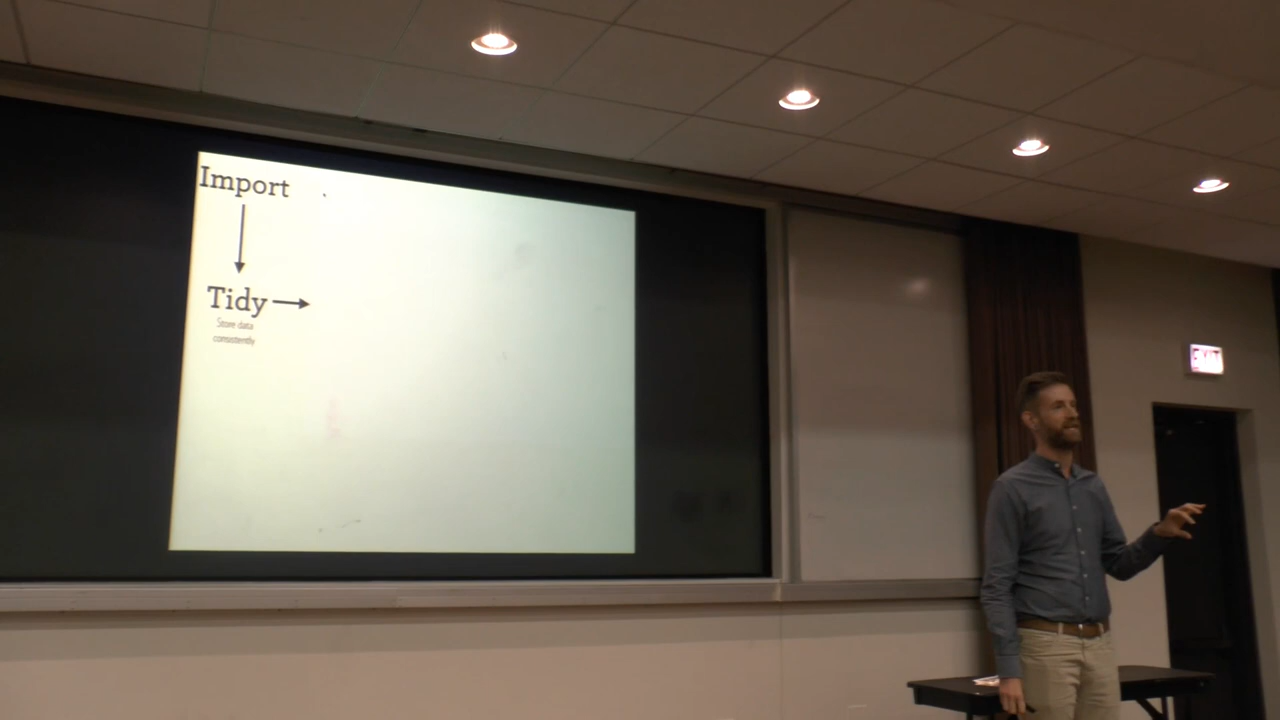 Import
Tidy
Store data
consistently
EXIT